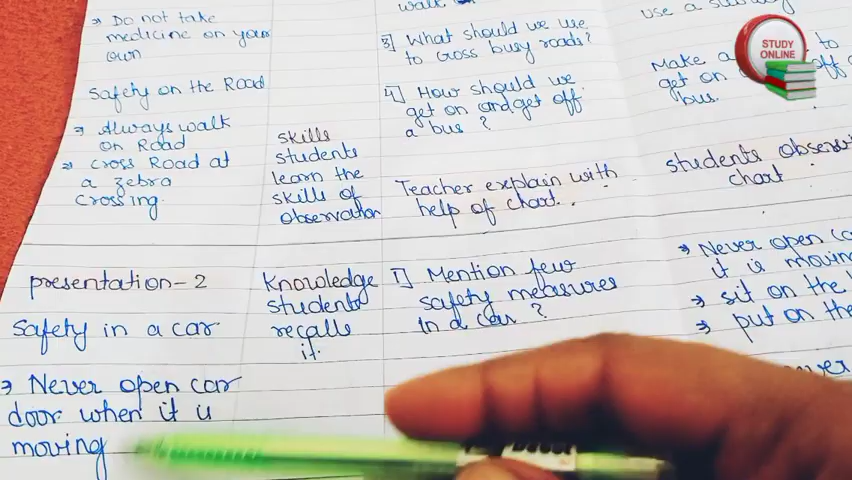 ⇒ Do not take
medicine on your
own
Safety on the Road
⇒ Always walk
on Road
⇒ Cross Road at
a zebra
crossing.
presentation-2
Safety in a car
⇒ Never open car
door when it is
moving
skills
students
learn the
skills of
observation
Knowledge
students
recalls
it.
walk on
3] What should we use
to cross busy roads?
4] How should we
get on and get off
a bus?
Teacher explain with
help of chart.
1] Mention few
safety measures
in a car?
use a
Make a to
get on off
bus.
students
chart
⇒ Never open
it is
⇒ sit on the
⇒ put on the
STUDY
ONLINE